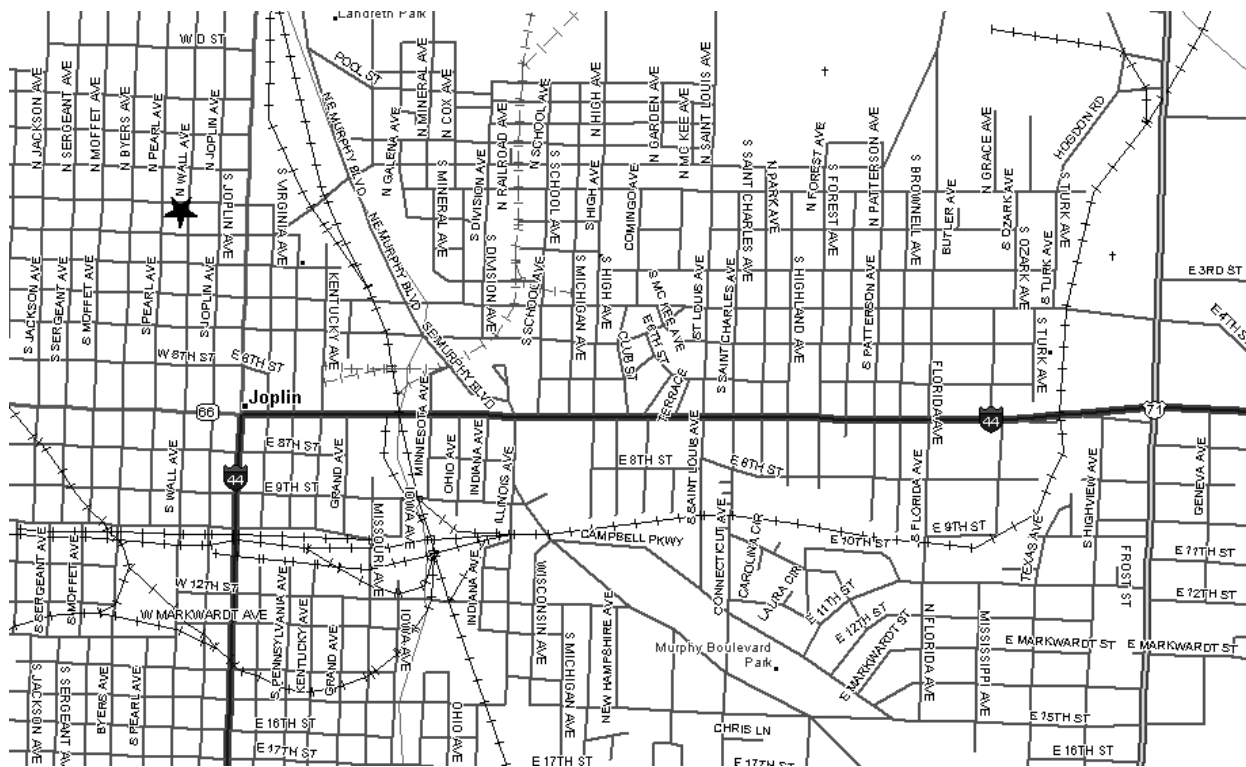 Landreth Park
W D ST
POOL ST
N JACKSON AVE
N SERGEANT AVE
N MOFFET AVE
N BYERS AVE
N PEARL AVE
N WALL AVE
N JOPLIN AVE
S JOPLIN AVE
S VIRGINIA AVE
NE MURPHY BLVD
N GALENA AVE
N MINERAL AVE
N COX AVE
S MINERAL AVE
S DIVISION AVE
N RAILROAD AVE
N SCHOOL AVE
S SCHOOL AVE
N HIGH AVE
S HIGH AVE
COMINGO AVE
N GARDEN AVE
N MC KEE AVE
N SAINT LOUIS AVE
S SAINT CHARLES AVE
N PARK AVE
N FOREST AVE
S FOREST AVE
N PATTERSON AVE
S BROWNELL AVE
BUTLER AVE
N GRACE AVE
S OZARK AVE
S TURK AVE
HOGDON RD
S JACKSON AVE
S SERGEANT AVE
S MOFFET AVE
S PEARL AVE
S JOPLIN AVE
KENTUCKY AVE
NE MURPHY BLVD
SE MURPHY BLVD
S DIVISION AVE
S SCHOOL AVE
S MICHIGAN AVE
S HIGH AVE
S MC KEE AVE
E 6TH ST
CLUB ST
TERRACE
ST LOUIS AVE
S SAINT CHARLES AVE
S HIGHLAND AVE
S PATTERSON AVE
S OZARK AVE
S TURK AVE
E 3RD ST
E 4TH S
W 6TH ST
E 6TH ST
FLORIDA AVE
Joplin
66
44
71
MINNESOTA AVE
S WALL AVE
E 8TH ST
E 9TH ST
GRAND AVE
OHIO AVE
INDIANA AVE
ILLINOIS AVE
E 8TH ST
S SAINT LOUIS AVE
E 8TH ST
S FLORIDA AVE
E 9TH ST
S HIGHVIEW AVE
GENEVA AVE
44
MISSOURI AVE
IOWA AVE
CAMPBELL PKWY
CONNECTICUT AVE
CAROLINA CIR
LAURA CIR
E 10TH ST
E 11TH ST
E 12TH ST
E MARKWARDT ST
TEXAS AVE
FROST ST
E 11TH ST
E 12TH ST
S SERGEANT AVE
S MOFFET AVE
W 12TH ST
W MARKWARDT AVE
S PENNSYLVANIA AVE
KENTUCKY AVE
GRAND AVE
IOWA AVE
INDIANA AVE
WISCONSIN AVE
S MICHIGAN AVE
NEW HAMPSHIRE AVE
Murphy Boulevard
Park
E MARKWARDT ST
N FLORIDA AVE
MISSISSIPPI AVE
E MARKWARDT ST
S JACKSON AVE
S SERGEANT AVE
BYERS AVE
S PEARL AVE
E 16TH ST
E 17TH ST
OHIO AVE
E 17TH ST
CHRIS LN
E 17TH ST
E 15TH ST
E 16TH ST